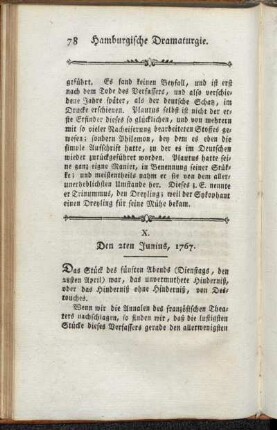 78 Hamburgische Dramaturgie.
geführt. Es fand keinen Beyfall, und ist erst
nach dem Tode des Verfassers, und also verschie-
dene Jahre später, als der deutsche Schatz, im
Drucke erschienen. Plautus selbst ist nicht der er-
ste Erfinder dieses so glücklichen, und von mehrern
mit so vieler Nacheiferung bearbeiteten Stoffes ge-
wesen; sondern Philemon, bey dem es eben die
simple Aufschrift hatte, zu der es im Deutschen
wieder zurückgeführet worden. Plautus hatte sei-
ne ganz eigne Manier, in Benennung seiner Stü-
cke; und meistentheils nahm er sie von dem aller-
unerheblichsten Umstande her. Dieses z. E. nennte
er Trinummus, den Dreyling; weil der Sykophant
einen Dreyling für seine Mühe bekam.
X.
Den 2ten Junius, 1767.
Das Stück des fünften Abends (Dienstags, den
28sten April) war, das unvermuthete Hinderniß,
oder das Hinderniß ohne Hinderniß, vom Des-
touches.
Wenn wir die Annales des französischen Thea-
ters nachschlagen, so finden wir, daß die lustigsten
Stücke dieses Verfassers gerade den allerwenigsten